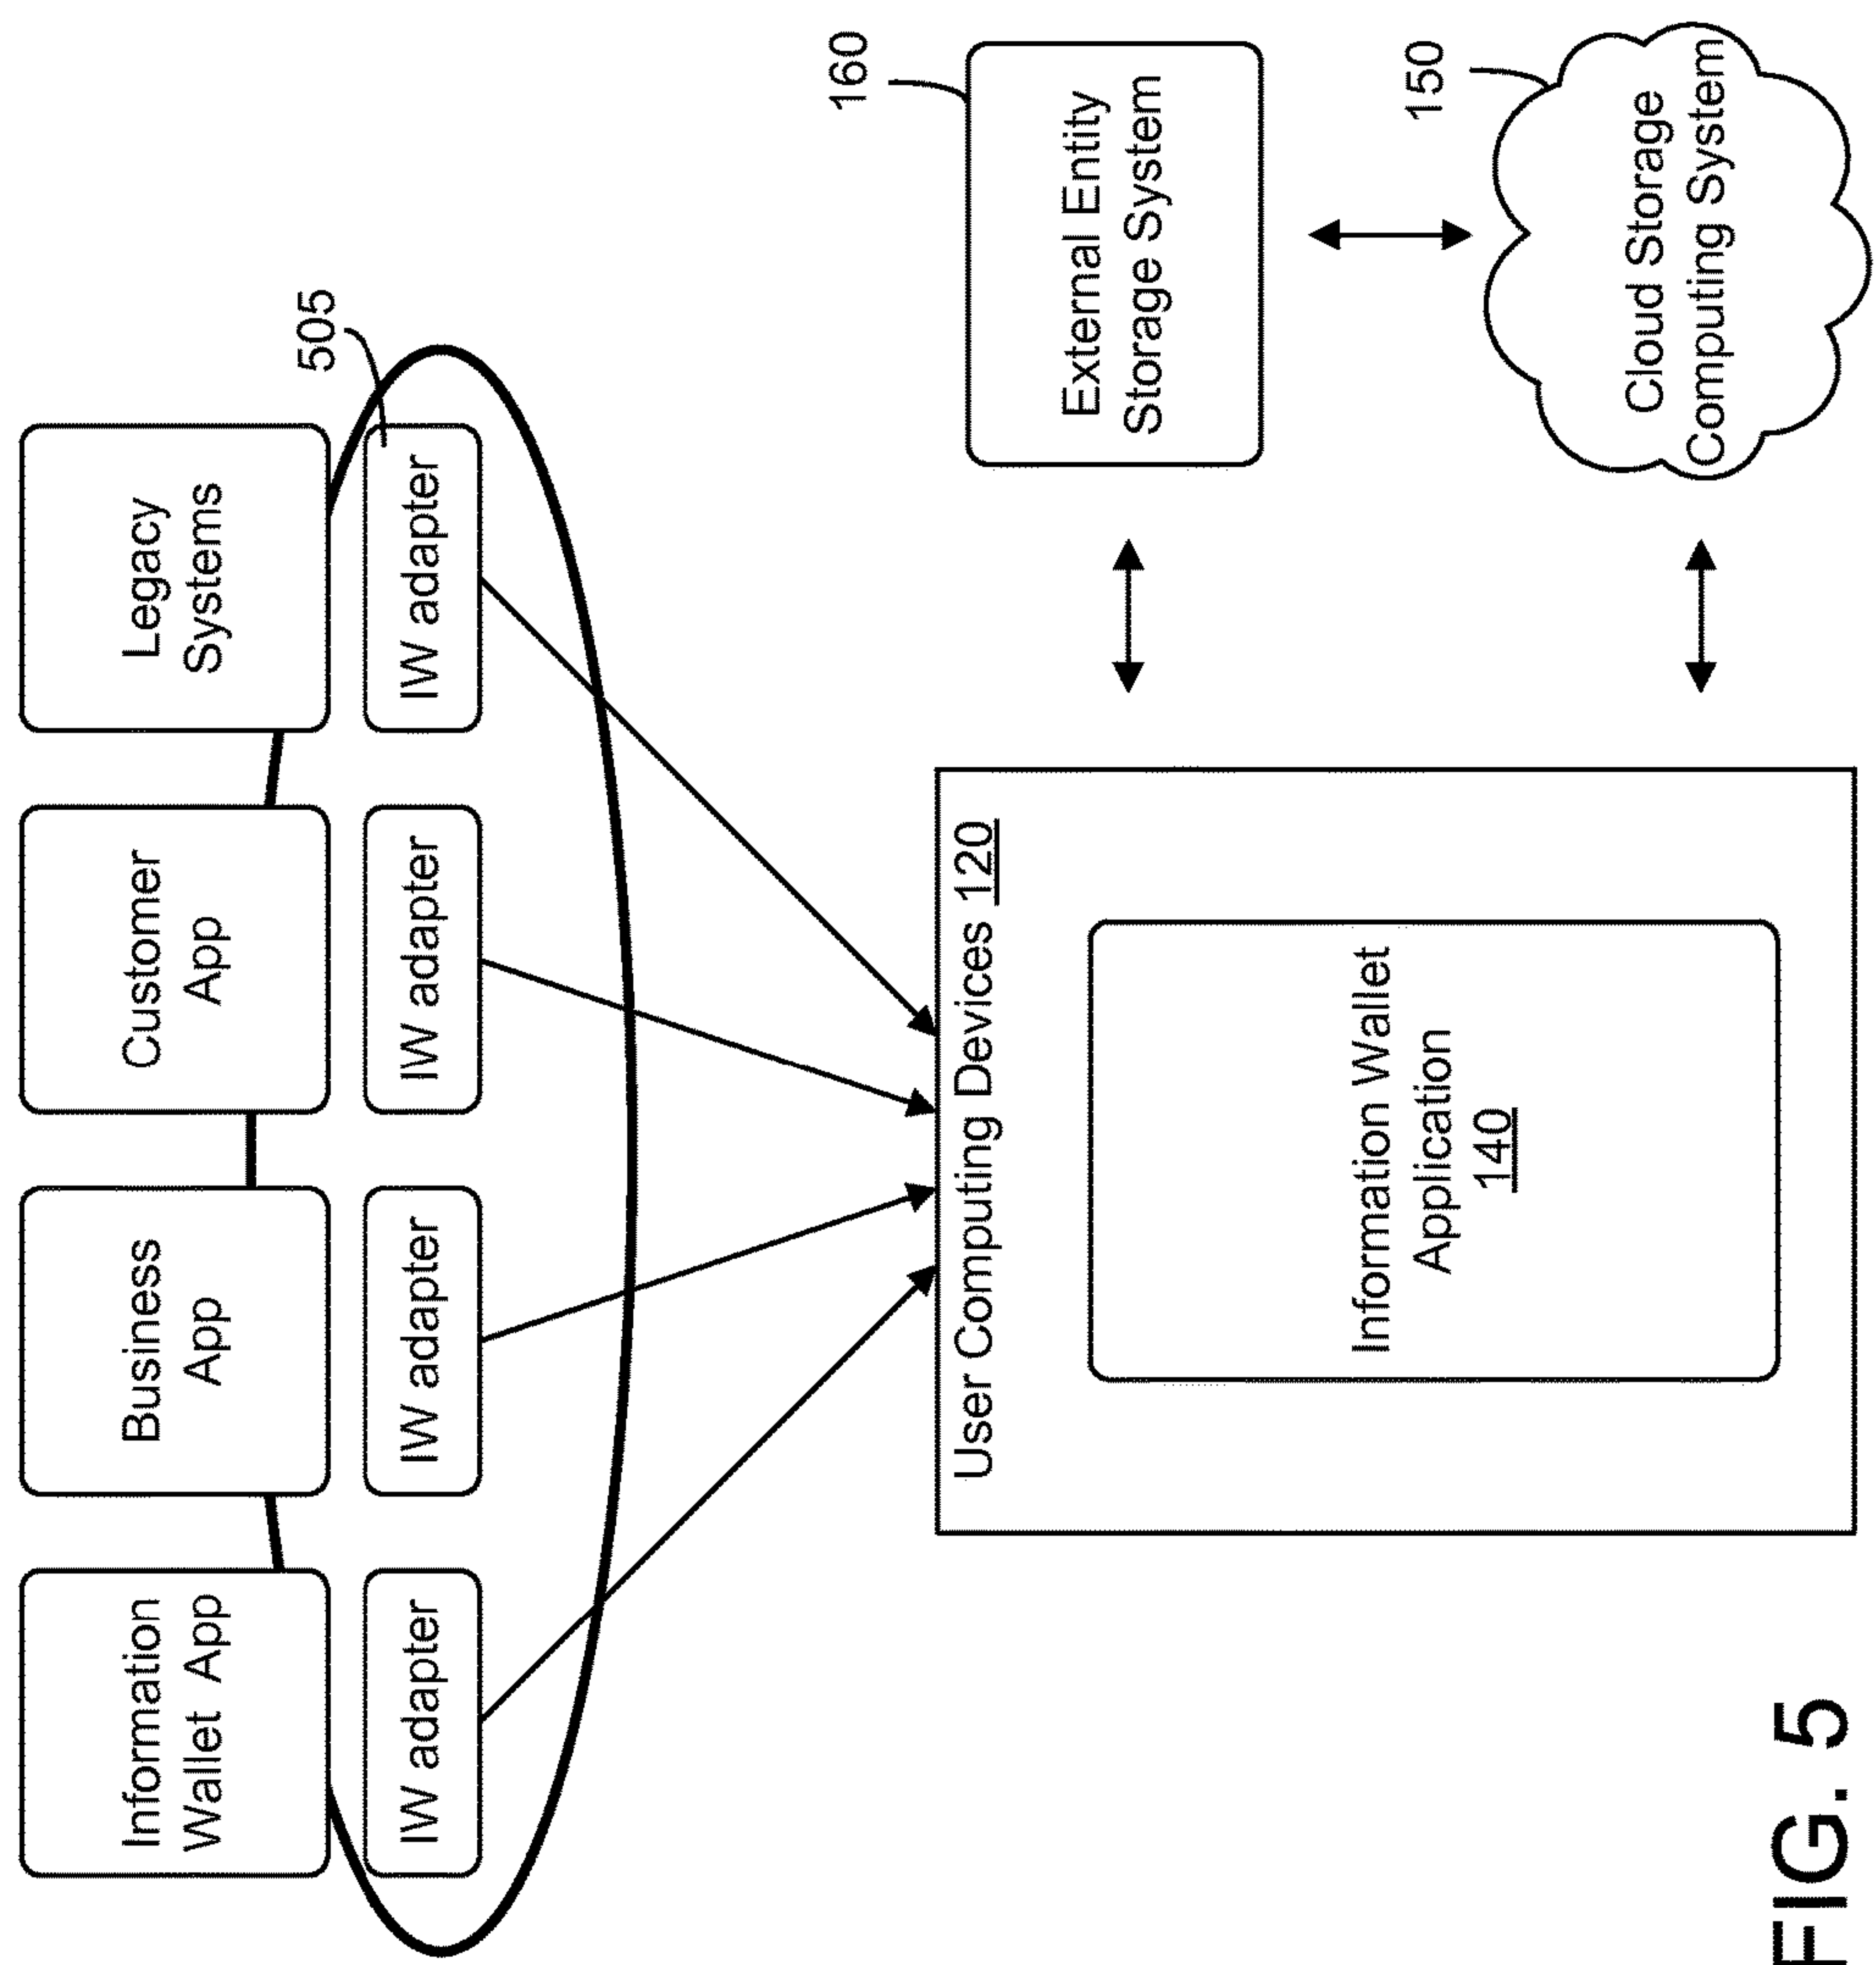 Information
Wallet App
Business
App
Customer
App
Legacy
Systems
505
IW adapter
IW adapter
IW adapter
IW adapter
User Computing Devices 120
Information Wallet
Application
140
160
External Entity
Storage System
150
Cloud Storage
Computing System
FIG. 5